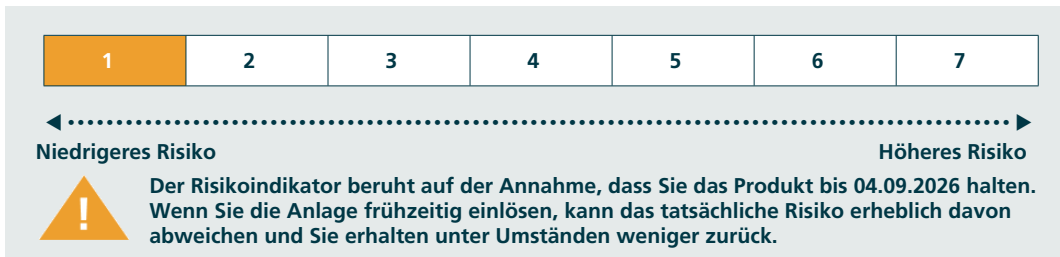 1 2 3 4 5 6 7
Niedrigeres Risiko Höheres Risiko
Der Risikoindikator beruht auf der Annahme, dass Sie das Produkt bis 04.09.2026 halten.
Wenn Sie die Anlage frühzeitig einlösen, kann das tatsächliche Risiko erheblich davon
abweichen und Sie erhalten unter Umständen weniger zurück.